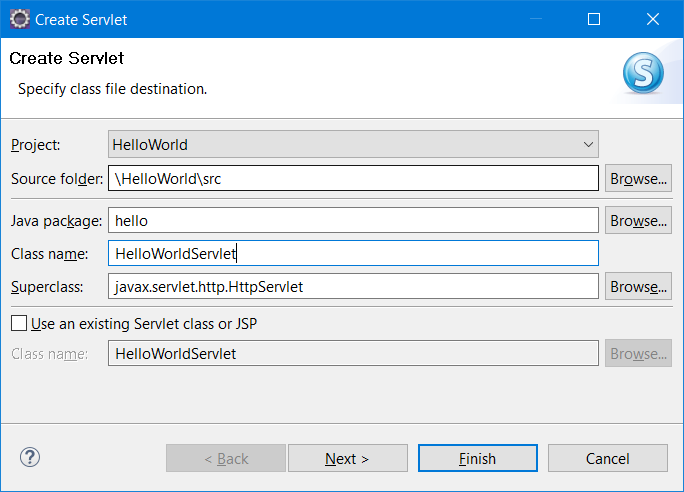 Create Servlet
Create Servlet
S
Specify class file destination.
Project: HelloWorld
Source folder: \HelloWorld\src Browse...
Java package: hello Browse...
Class name: HelloWorldServlet
Superclass: javax.servlet.http.HttpServlet Browse...
Use an existing Servlet class or JSP
Class name: HelloWorldServlet Browse...
? < Back Next > Finish Cancel